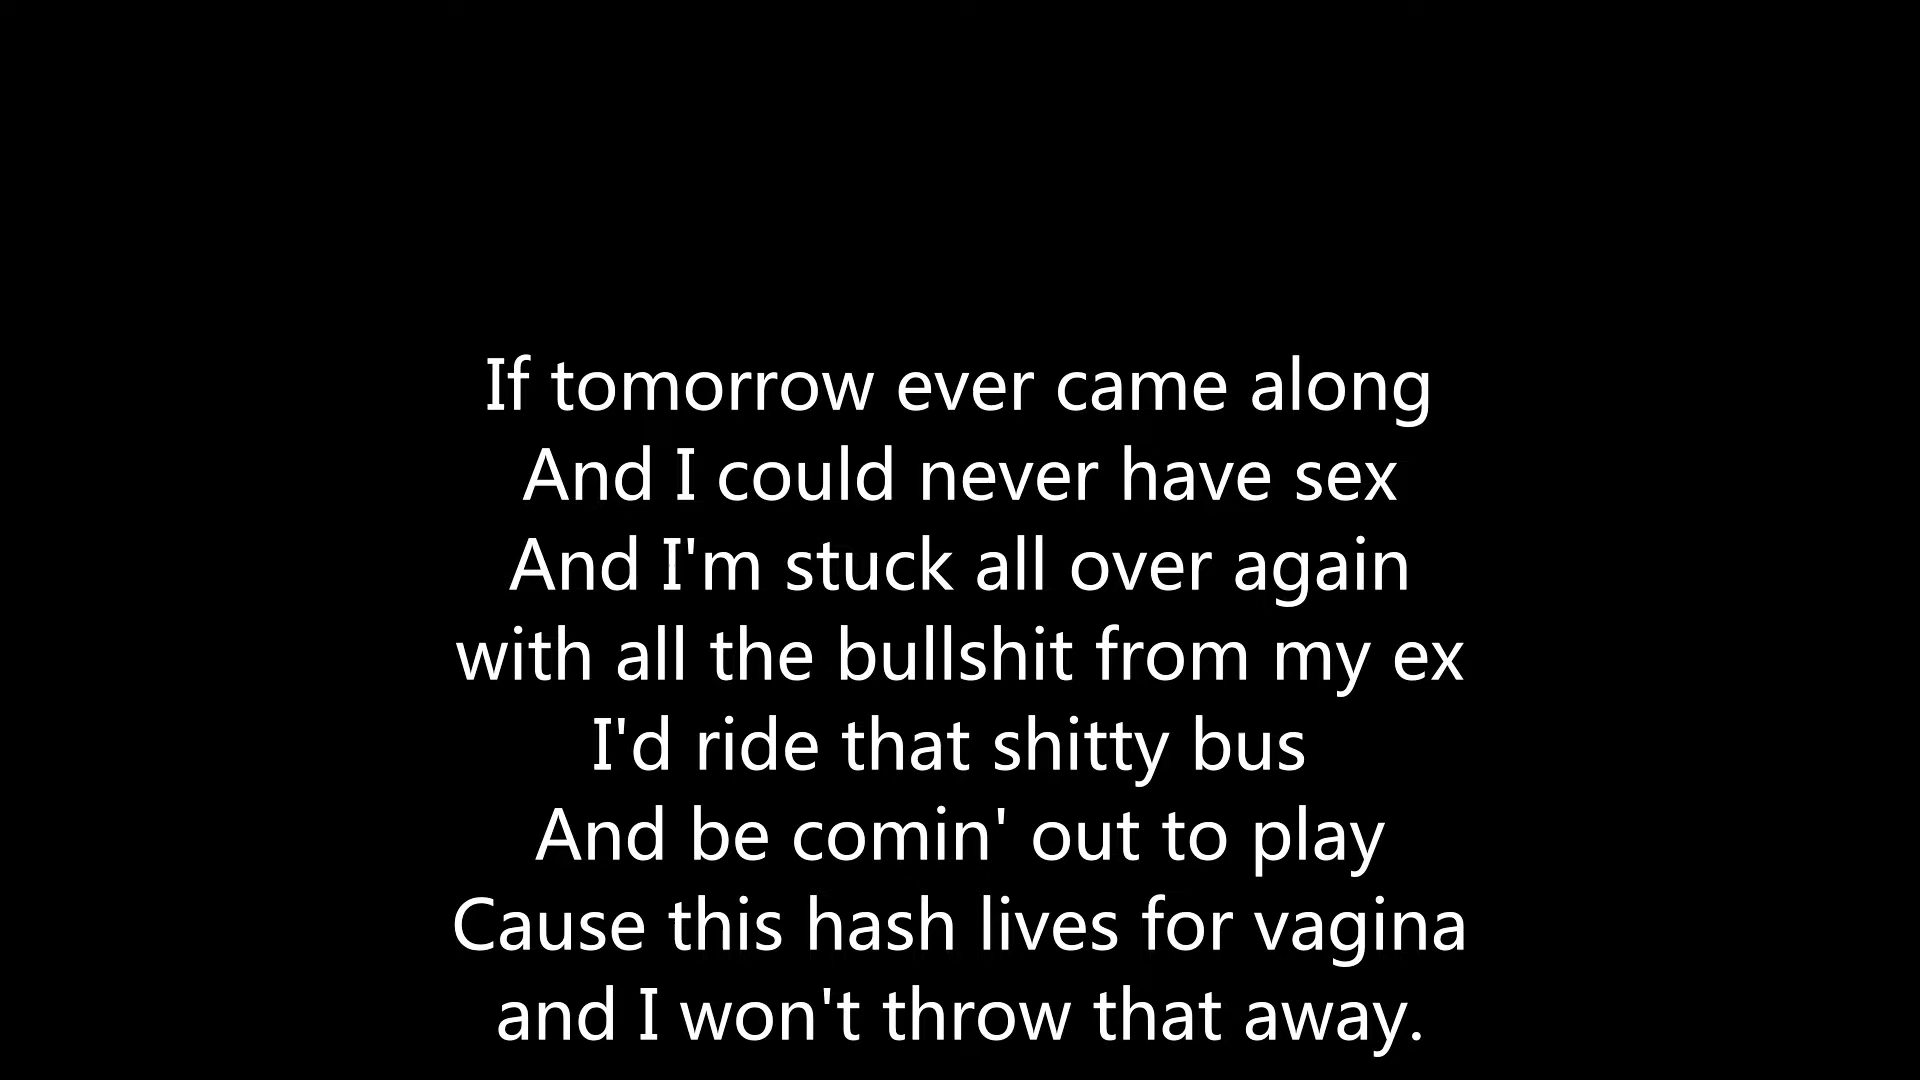 If tomorrow ever came along
And I could never have sex
And I'm stuck all over again
with all the bullshit from my ex
I'd ride that shitty bus
And be comin' out to play
Cause this hash lives for vagina
and I won't throw that away.